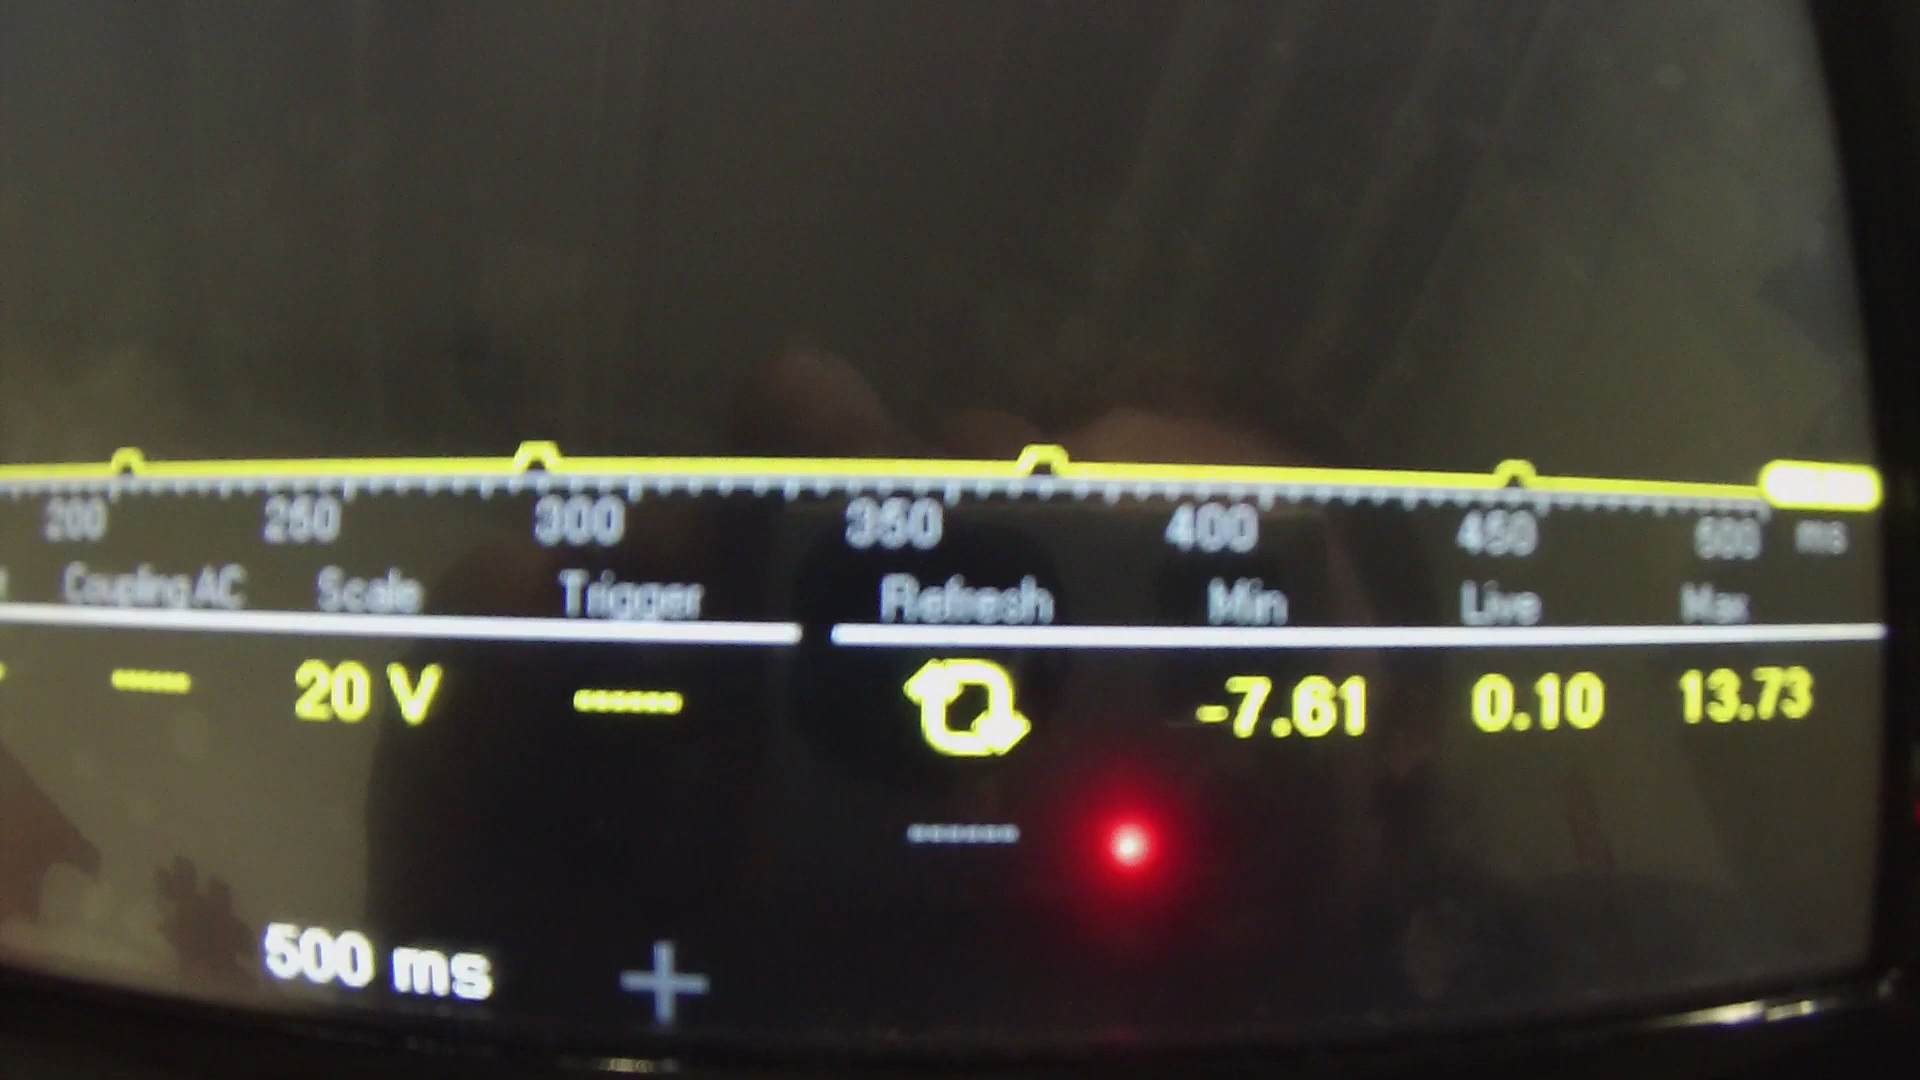 200 250 300 350 400 450 500 ms
Coupling AC Scale Trigger Refresh Min Live Max
----- 20 V ------ -7.61 0.10 13.73
------
500 ms +